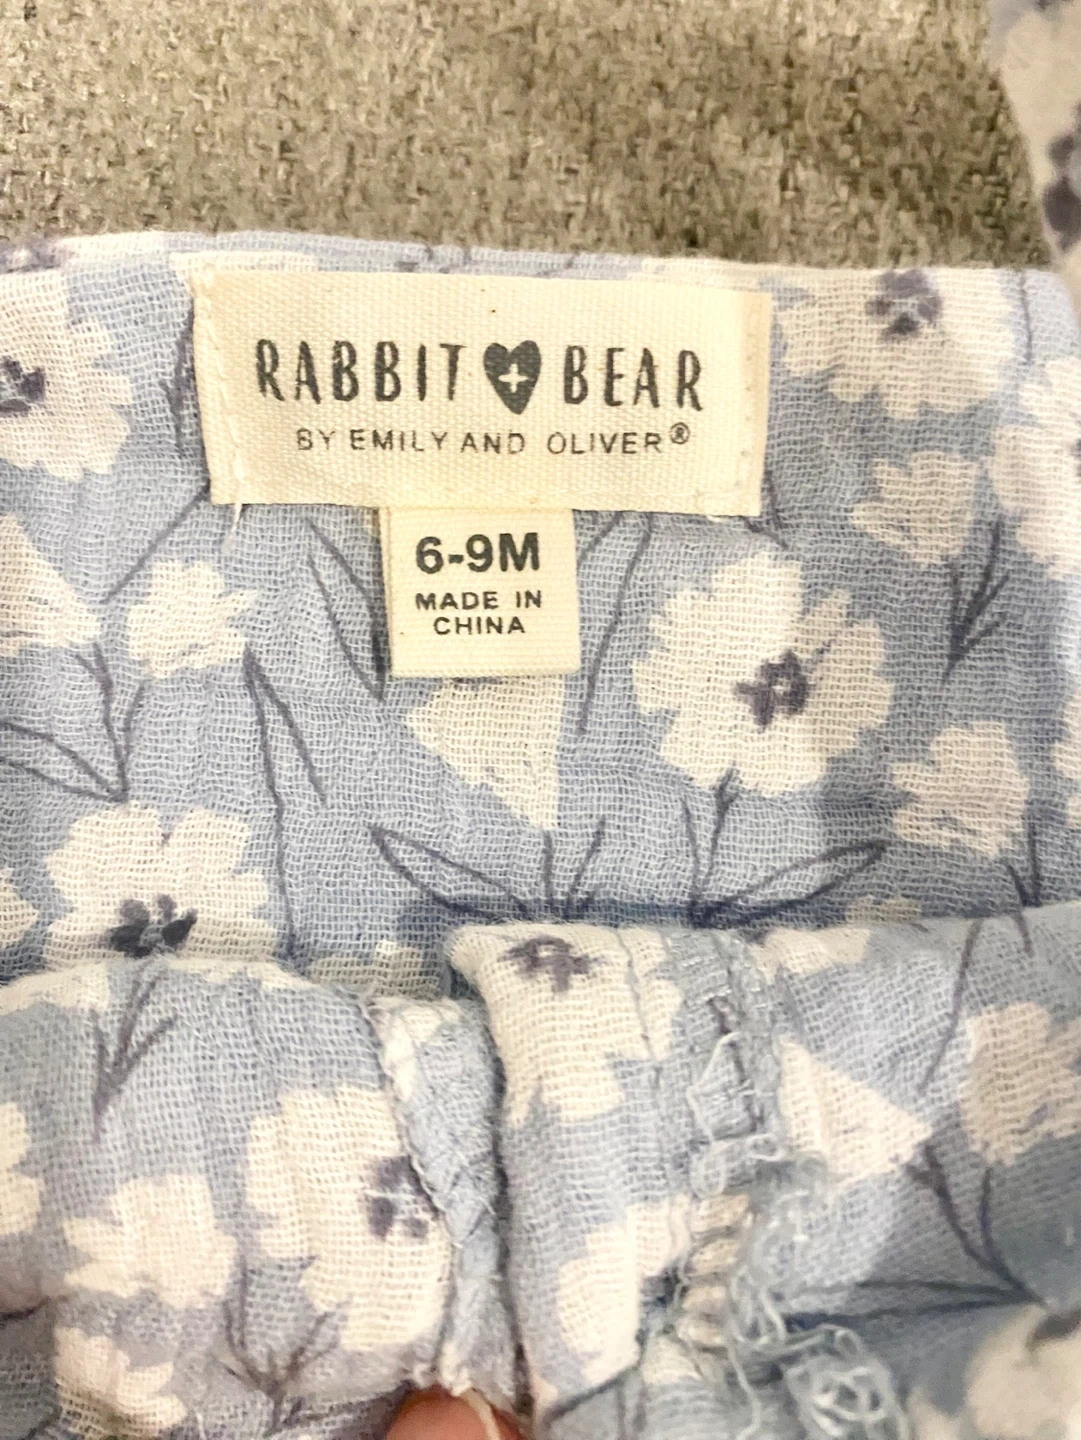 RABBIT + BEAR
BY EMILY AND OLIVER®
6-9M
MADE IN
CHINA